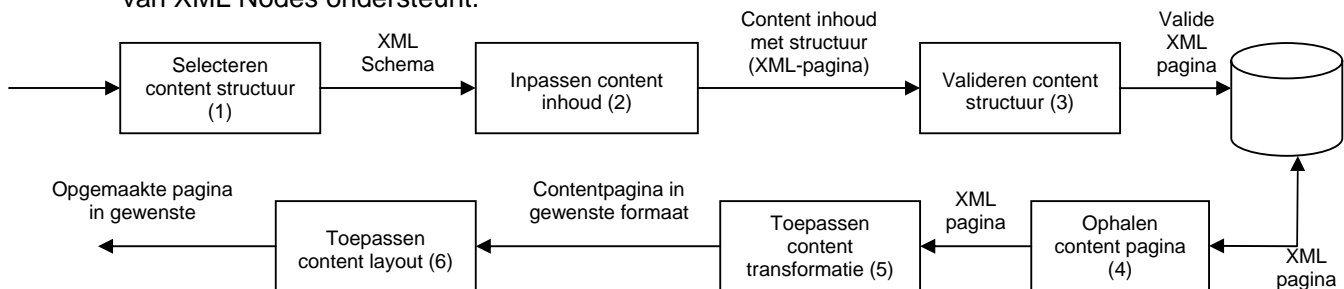 van XML Nodes ondersteunt.
Selecteren
content structuur
(1)
XML
Schema
Inpassen content
inhoud (2)
Content inhoud
met structuur
(XML-pagina)
Valideren content
structuur (3)
Valide
XML
pagina
Opgemaakte pagina
in gewenste
Toepassen
content layout (6)
Contentpagina in
gewenste formaat
Toepassen
content
transformatie (5)
XML
pagina
Ophalen
content pagina
(4)
XML
pagina